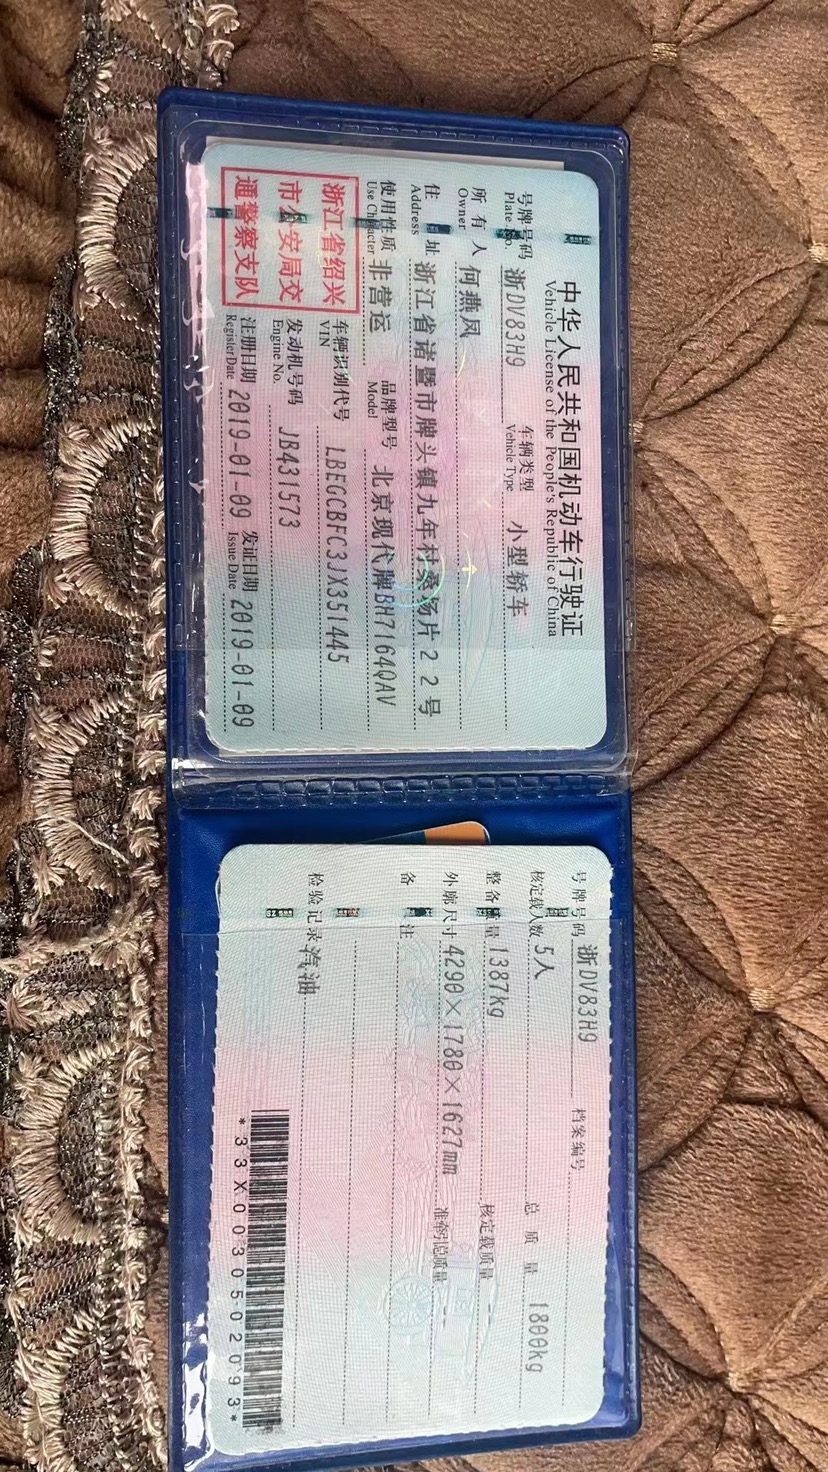 中华人民共和国机动车行驶证
Vehicle License of the People's Republic of China
号牌号码 浙DV83H9 车辆类型 小型轿车
Plate No. Vehicle Type
所有人 何燕凤
Owner
住址 浙江省诸暨市牌头镇九年村秦杨片22号
Address
使用性质 非营运 品牌型号 北京现代牌BH7164QAV
Use Character Model
浙江省绍兴
市公安局交
通警察支队
车辆识别代号 LBEGCBFC3JX351445
VIN
发动机号码 JB431573
Engine No.
注册日期 2019-01-09 发证日期 2019-01-09
Register Date Issue Date
号牌号码 浙DV83H9 档案编号
核定载人数 5人 总质量 1800kg
整备质量 1387kg 核定载质量 --
外廓尺寸 4290×1780×1627mm 准牵引总质量 --
备注
检验记录 汽油
*33X0030502093*